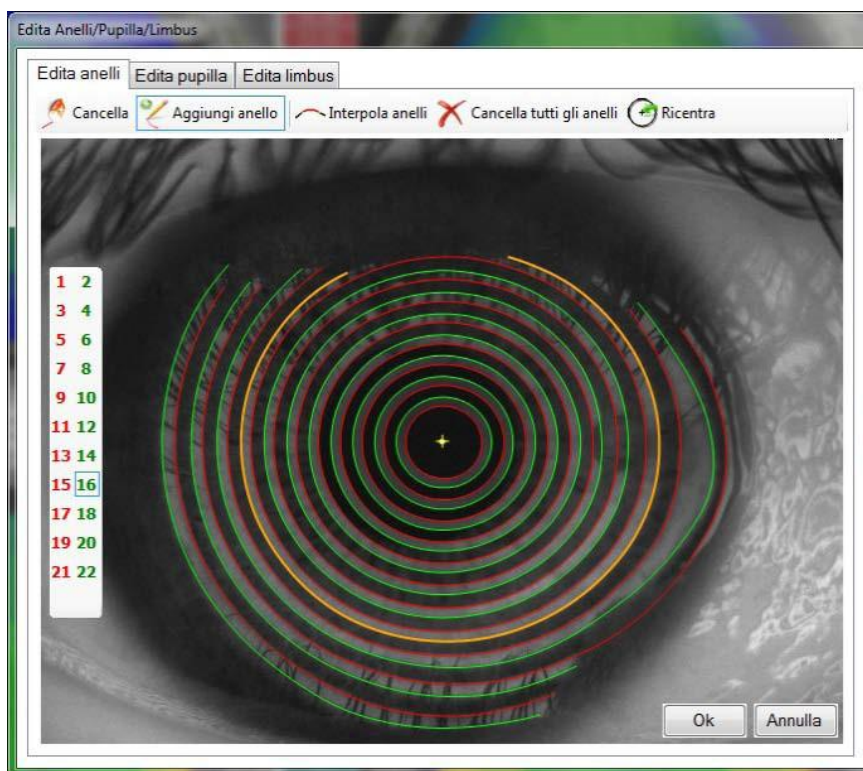 Edita Anelli/Pupilla/Limbus
Edita anelli Edita pupilla Edita limbus
Cancella Aggiungi anello Interpola anelli Cancella tutti gli anelli Ricentra
1 2
3 4
5 6
7 8
9 10
11 12
13 14
15 16
17 18
19 20
21 22
Ok Annulla